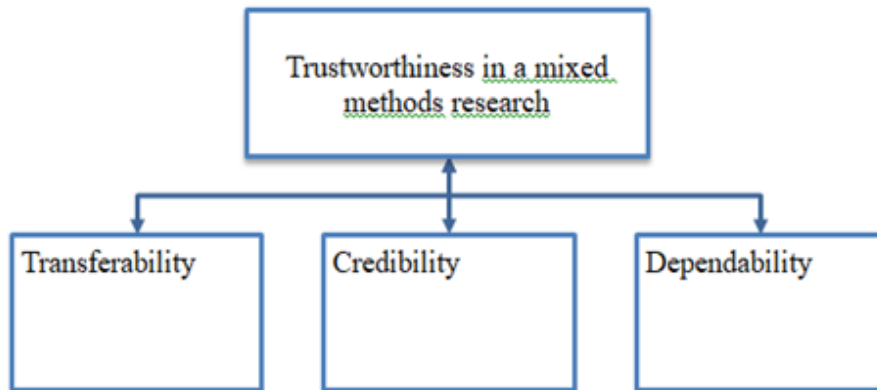 Trustworthiness in a mixed
methods research
Transferability
Credibility
Dependability